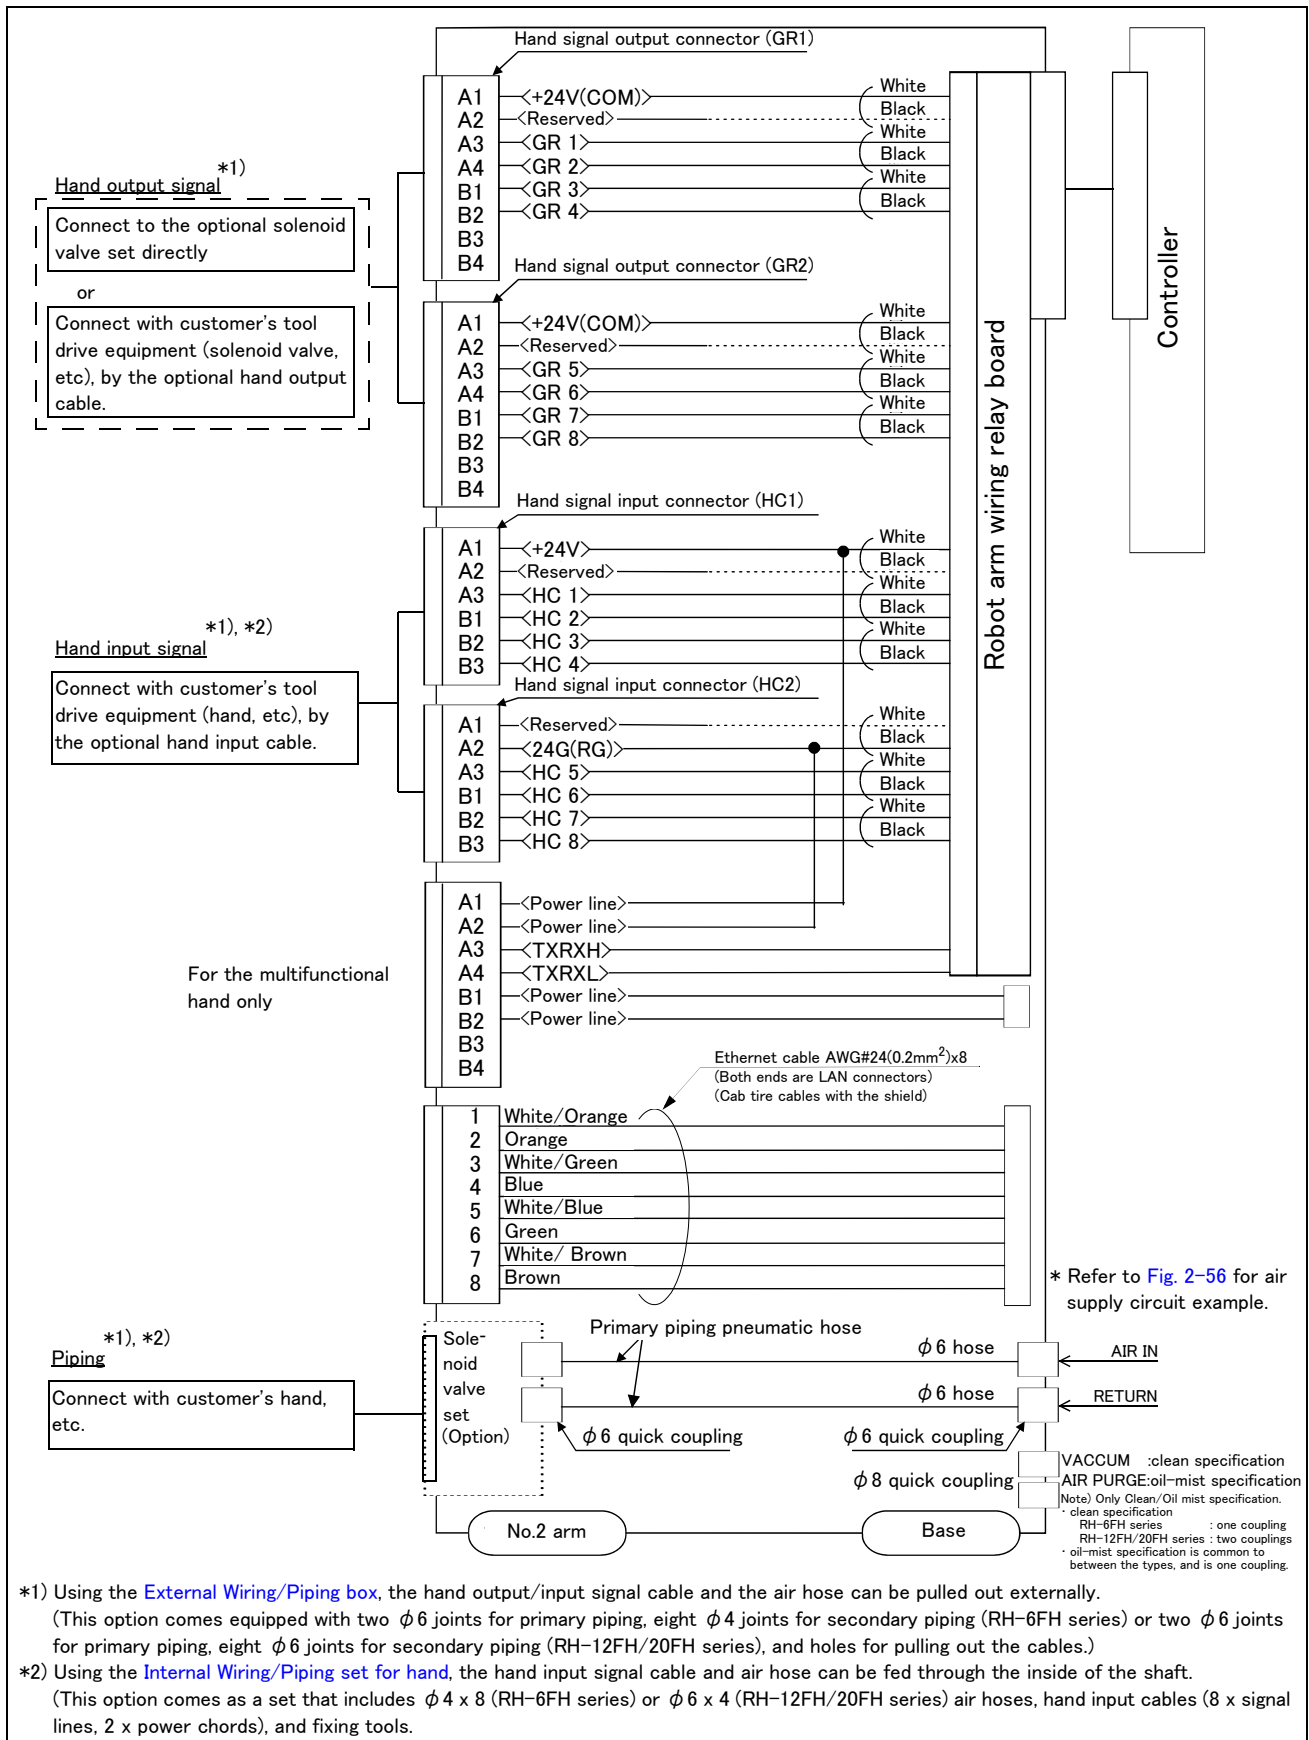 Hand signal output connector (GR1)
A1 <+24V(COM)> White
A2 <Reserved> Black
A3 <GR 1> White
A4 <GR 2> Black
B1 <GR 3> White
B2 <GR 4> Black
B3
B4
*1)
Hand output signal
Connect to the optional solenoid
valve set directly
or
Connect with customer's tool
drive equipment (solenoid valve,
etc), by the optional hand output
cable.
Hand signal output connector (GR2)
A1 <+24V(COM)> White
A2 <Reserved> Black
A3 <GR 5> White
A4 <GR 6> Black
B1 <GR 7> White
B2 <GR 8> Black
B3
B4
Robot arm wiring relay board
Controller
Hand signal input connector (HC1)
A1 <+24V> White
A2 <Reserved> Black
A3 <HC 1> White
B1 <HC 2> Black
B2 <HC 3> White
B3 <HC 4> Black
*1), *2)
Hand input signal
Connect with customer's tool
drive equipment (hand, etc), by
the optional hand input cable.
Hand signal input connector (HC2)
A1 <Reserved> White
A2 <24G(RG)> Black
A3 <HC 5> White
B1 <HC 6> Black
B2 <HC 7> White
B3 <HC 8> Black
For the multifunctional
hand only
A1 <Power line>
A2 <Power line>
A3 <TXRXH>
A4 <TXRXL>
B1 <Power line>
B2 <Power line>
B3
B4
Ethernet cable AWG#24(0.2mm²)x8
(Both ends are LAN connectors)
(Cab tire cables with the shield)
1 White/Orange
2 Orange
3 White/Green
4 Blue
5 White/Blue
6 Green
7 White/ Brown
8 Brown
* Refer to Fig. 2-56 for air
supply circuit example.
*1), *2)
Piping
Connect with customer's hand,
etc.
Sole-
noid
valve
set
(Option)
Primary piping pneumatic hose
φ6 hose
AIR IN
φ6 hose
RETURN
φ6 quick coupling
φ6 quick coupling
φ8 quick coupling
VACCUM :clean specification
AIR PURGE:oil-mist specification
Note) Only Clean/Oil mist specification.
・clean specification
RH-6FH series : one coupling
RH-12FH/20FH series : two couplings
・oil-mist specification is common to
between the types, and is one coupling.
No.2 arm
Base
*1) Using the External Wiring/Piping box, the hand output/input signal cable and the air hose can be pulled out externally.
(This option comes equipped with two φ6 joints for primary piping, eight φ4 joints for secondary piping (RH-6FH series) or two φ6 joints
for primary piping, eight φ6 joints for secondary piping (RH-12FH/20FH series), and holes for pulling out the cables.)
*2) Using the Internal Wiring/Piping set for hand, the hand input signal cable and air hose can be fed through the inside of the shaft.
(This option comes as a set that includes φ4 x 8 (RH-6FH series) or φ6 x 4 (RH-12FH/20FH series) air hoses, hand input cables (8 x signal
lines, 2 x power chords), and fixing tools.